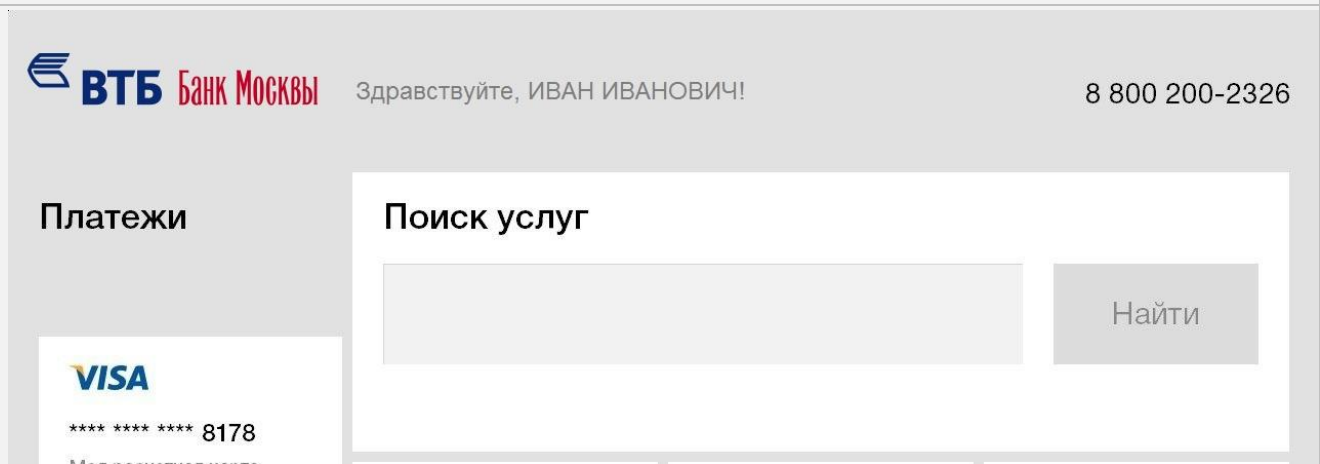 ВТБ Банк Москвы
Здравствуйте, ИВАН ИВАНОВИЧ!
8 800 200-2326
Платежи
Поиск услуг
Найти
VISA
**** **** **** 8178